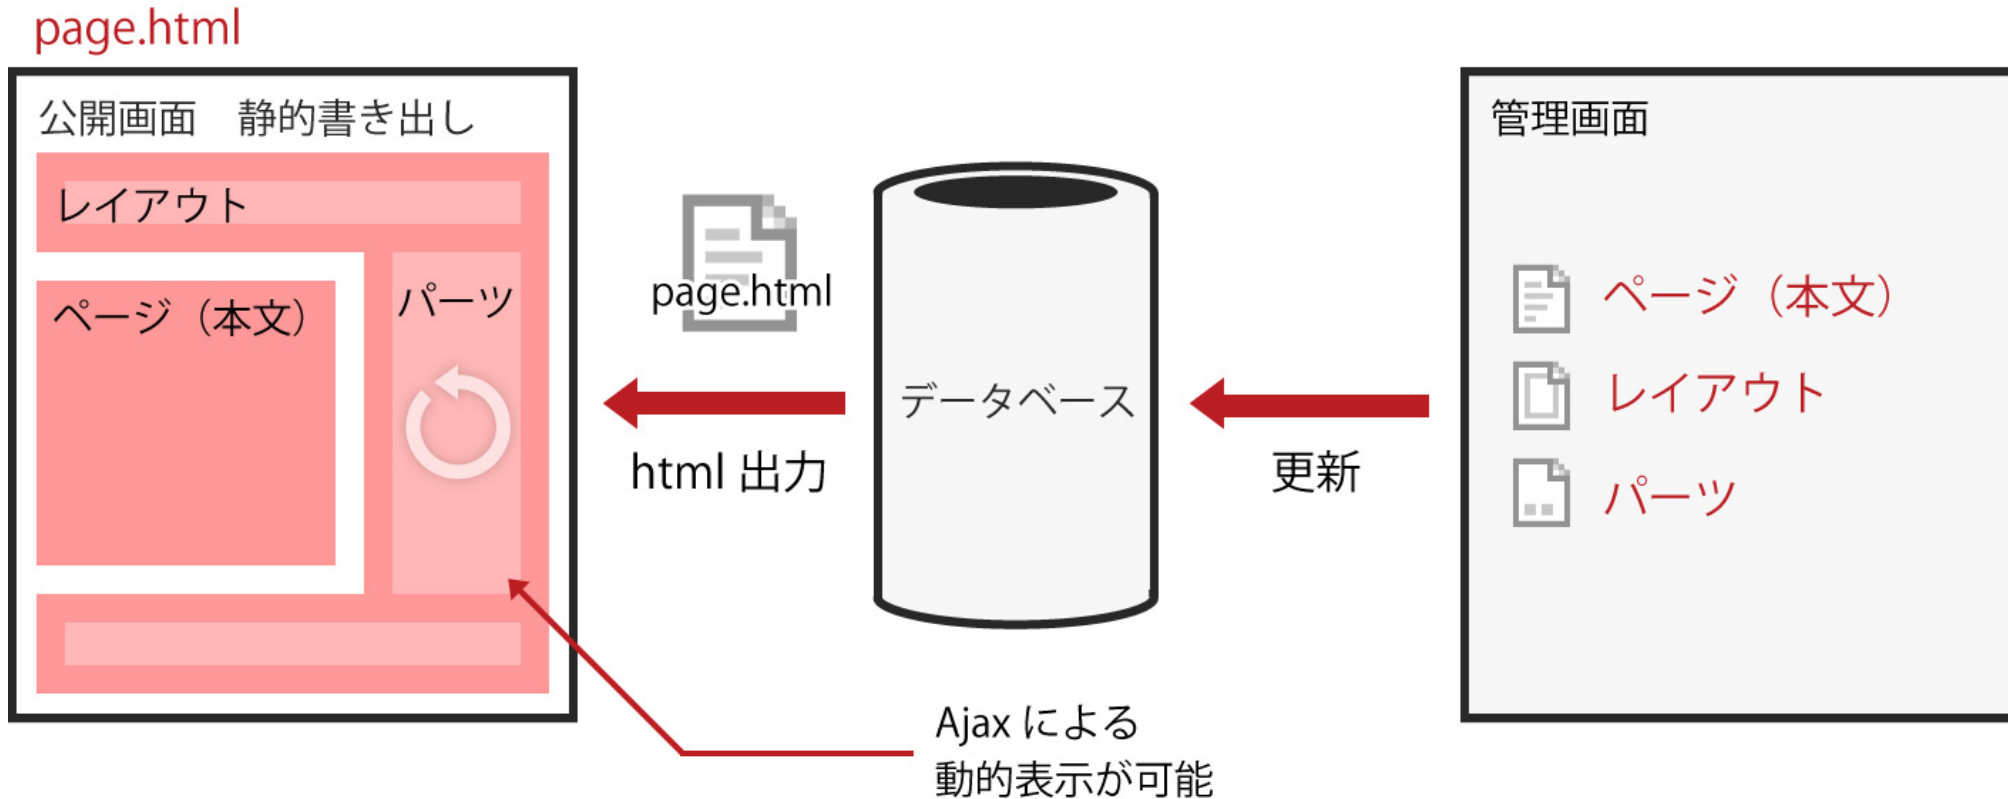 page.html
公開画面　静的書き出し
レイアウト
ページ（本文）
パーツ
page.html
html 出力
データベース
更新
管理画面
ページ（本文）
レイアウト
パーツ
Ajax による
動的表示が可能